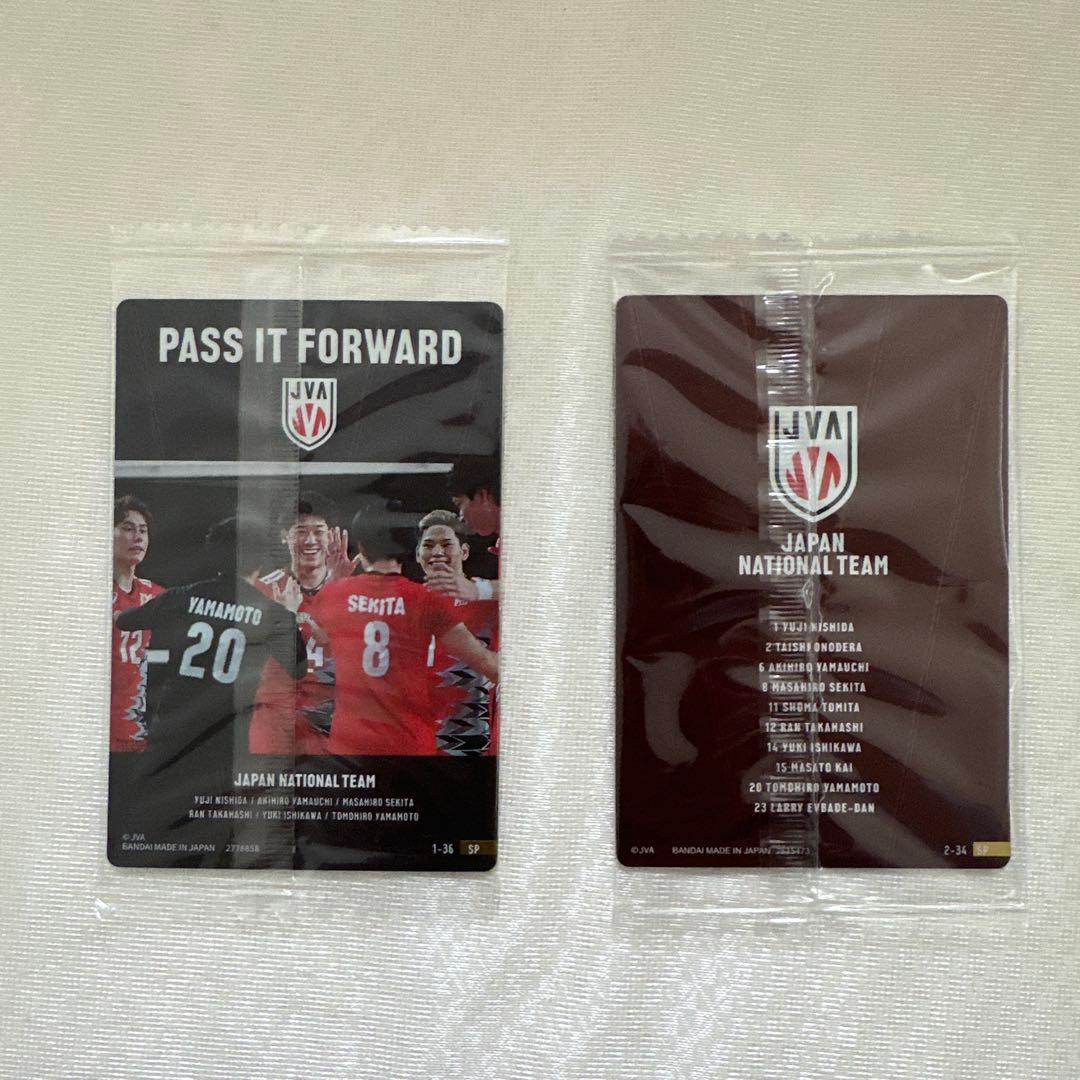 PASS IT FORWARD
JVA
YAMAMOTO
20
SEKITA
8
12
4
JAPAN NATIONAL TEAM
YUJI NISHIDA / AKIHIRO YAMAUCHI / MASAHIRO SEKITA
RAN TAKAHASHI / YUKI ISHIKAWA / TOMOHIRO YAMAMOTO
©JVA
BANDAI MADE IN JAPAN 2778658
1-36 SP
JVA
JAPAN
NATIONAL TEAM
1 YUJI NISHIDA
2 TAISHI ONODERA
6 AKIHIRO YAMAUCHI
8 MASAHIRO SEKITA
11 SHOMA TOMITA
12 RAN TAKAHASHI
14 YUKI ISHIKAWA
15 MASATO KAI
20 TOMOHIRO YAMAMOTO
23 LARRY EVBADE-DAN
©JVA BANDAI MADE IN JAPAN
2-34 SP